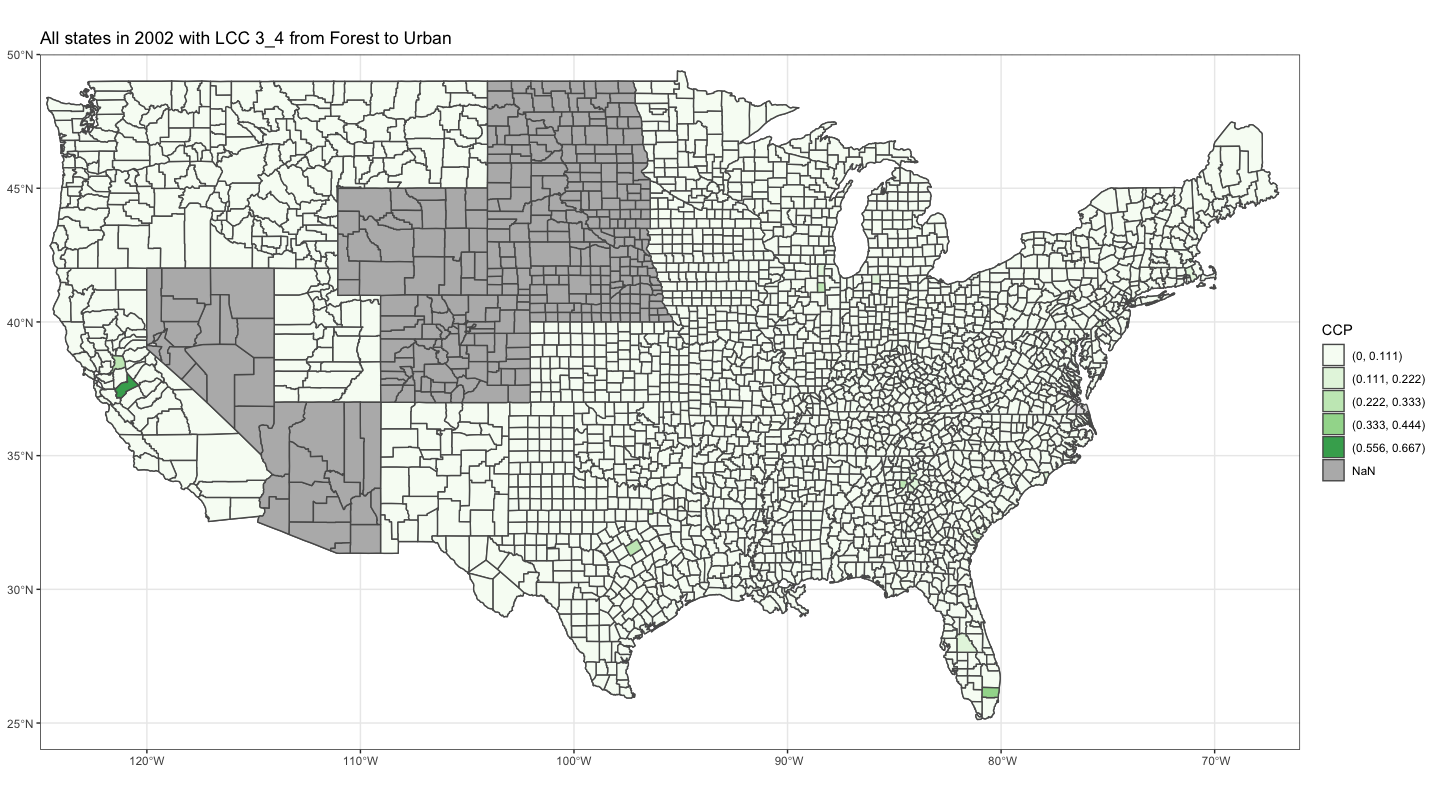 All states in 2002 with LCC 3_4 from Forest to Urban
50°N
45°N
40°N
35°N
30°N
25°N
120°W
110°W
100°W
90°W
80°W
70°W
CCP
(0, 0.111)
(0.111, 0.222)
(0.222, 0.333)
(0.333, 0.444)
(0.556, 0.667)
NaN